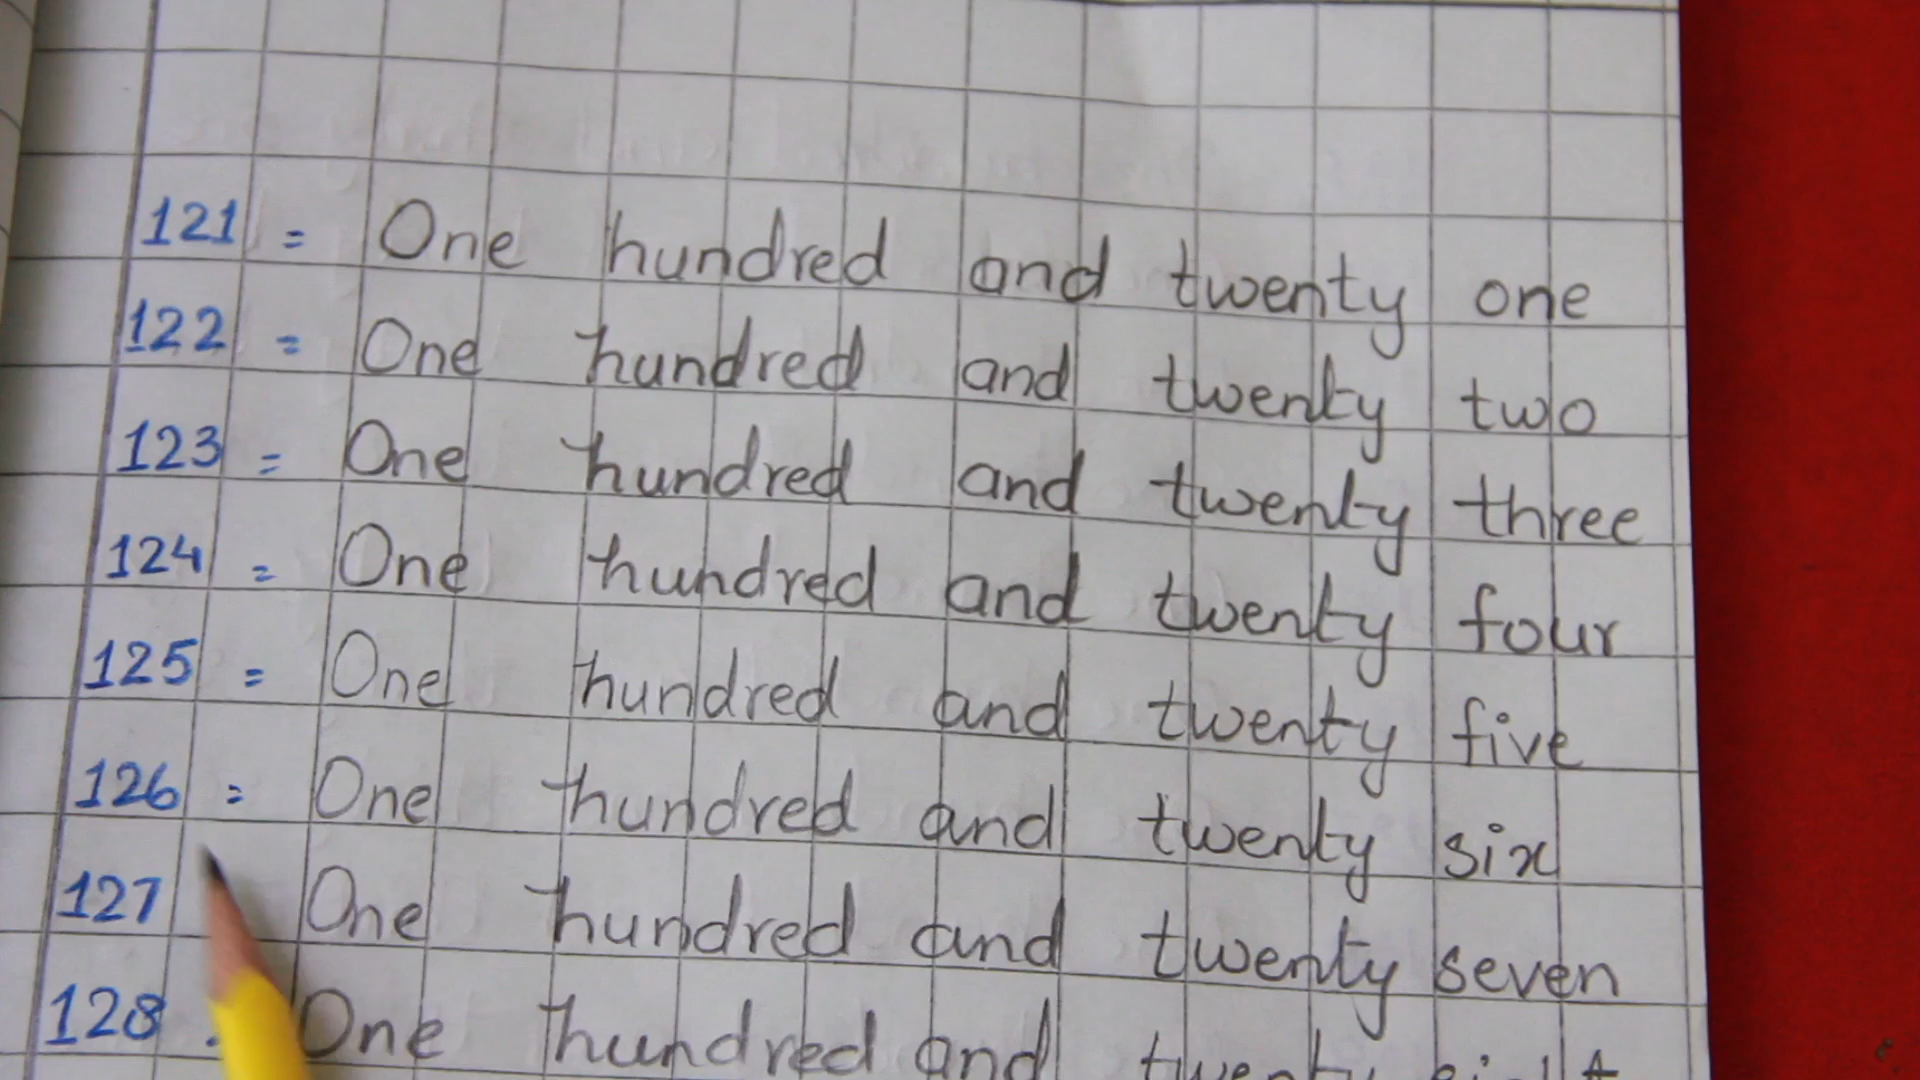 121 = One hundred and twenty one
122 = One hundred and twenty two
123 = One hundred and twenty three
124 = One hundred and twenty four
125 = One hundred and twenty five
126 = One hundred and twenty six
127 One hundred and twenty seven
128 One hundred and twenty eight